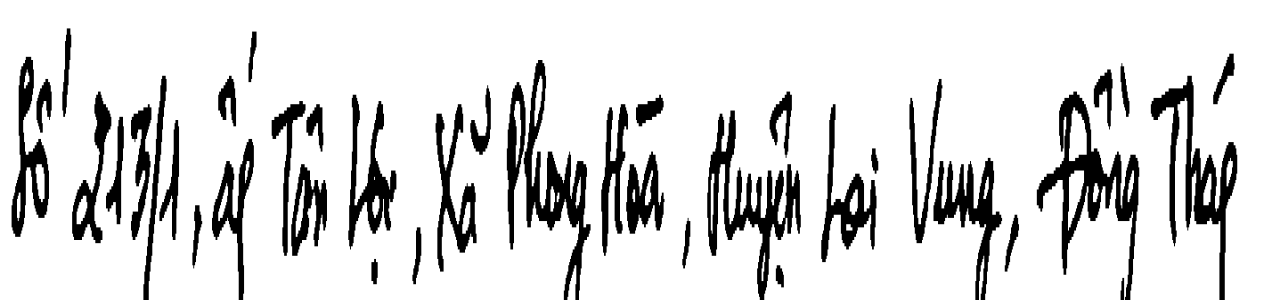 Số 213/1, ấp Tân Lộc, Xã Phong Hòa, Huyện Lai Vung, Đồng Tháp